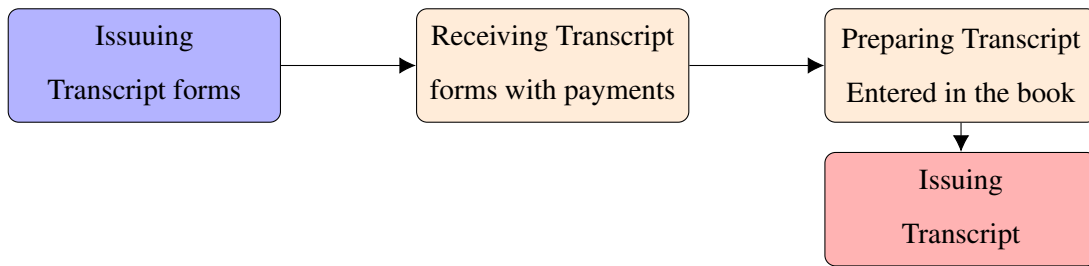 Issuuing
Transcript forms
Receiving Transcript
forms with payments
Preparing Transcript
Entered in the book
Issuing
Transcript